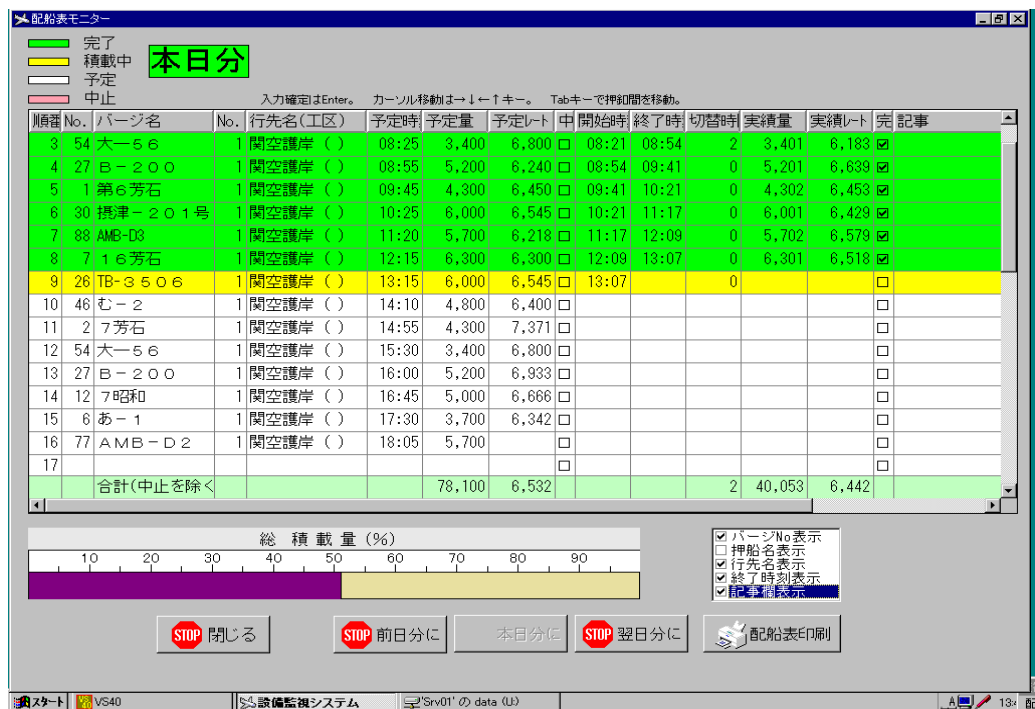 配船表モニター
完了
積載中
予定
中止
本日分
入力確定はEnter。 カーソル移動は→↓←↑キー。 Tabキーで押釦間を移動。
順番 No. バージ名 No. 行先名(工区) 予定時 予定量 予定レート 中 開始時 終了時 切替時 実績量 実績レート 完 記事
3 54 大―56 1 関空護岸 ( ) 08:25 3,400 6,800 08:21 08:54 2 3,401 6,183
4 27 B-200 1 関空護岸 ( ) 08:55 5,200 6,240 08:54 09:41 0 5,201 6,639
5 1 第6芳石 1 関空護岸 ( ) 09:45 4,300 6,450 09:41 10:21 0 4,302 6,453
6 30 摂津-201号 1 関空護岸 ( ) 10:25 6,000 6,545 10:21 11:17 0 6,001 6,429
7 88 AMB-D3 1 関空護岸 ( ) 11:20 5,700 6,218 11:17 12:09 0 5,702 6,579
8 7 16芳石 1 関空護岸 ( ) 12:15 6,300 6,300 12:09 13:07 0 6,301 6,518
9 26 TB-3506 1 関空護岸 ( ) 13:15 6,000 6,545 13:07 0
10 46 む-2 1 関空護岸 ( ) 14:10 4,800 6,400
11 2 7芳石 1 関空護岸 ( ) 14:55 4,300 7,371
12 54 大―56 1 関空護岸 ( ) 15:30 3,400 6,800
13 27 B-200 1 関空護岸 ( ) 16:00 5,200 6,933
14 12 7昭和 1 関空護岸 ( ) 16:45 5,000 6,666
15 6 あ-1 1 関空護岸 ( ) 17:30 3,700 6,342
16 77 AMB-D2 1 関空護岸 ( ) 18:05 5,700
17
合計(中止を除く 78,100 6,532 2 40,053 6,442
総 積 載 量 (%)
10 20 30 40 50 60 70 80 90
バージNo表示
押船名表示
行先名表示
終了時刻表示
記事欄表示
STOP 閉じる STOP 前日分に 本日分に STOP 翌日分に 配船表印刷
スタート VS40 設備監視システム 'Srv01' の data (U:) A 13: